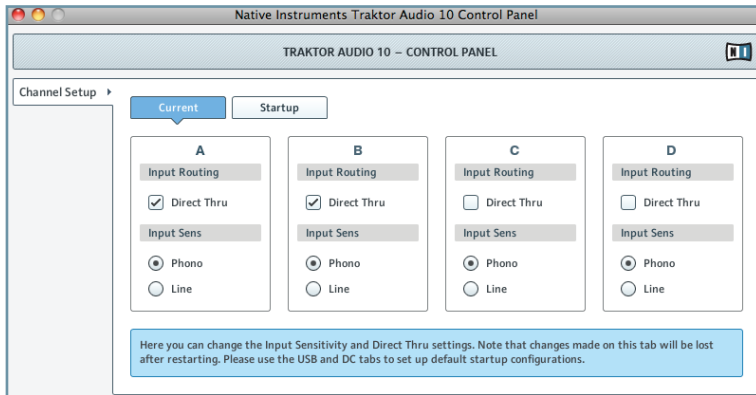 Native Instruments Traktor Audio 10 Control Panel
TRAKTOR AUDIO 10 – CONTROL PANEL
NI
Channel Setup
Current
Startup
A
Input Routing
Direct Thru
Input Sens
Phono
Line
B
Input Routing
Direct Thru
Input Sens
Phono
Line
C
Input Routing
Direct Thru
Input Sens
Phono
Line
D
Input Routing
Direct Thru
Input Sens
Phono
Line
Here you can change the Input Sensitivity and Direct Thru settings. Note that changes made on this tab will be lost
after restarting. Please use the USB and DC tabs to set up default startup configurations.